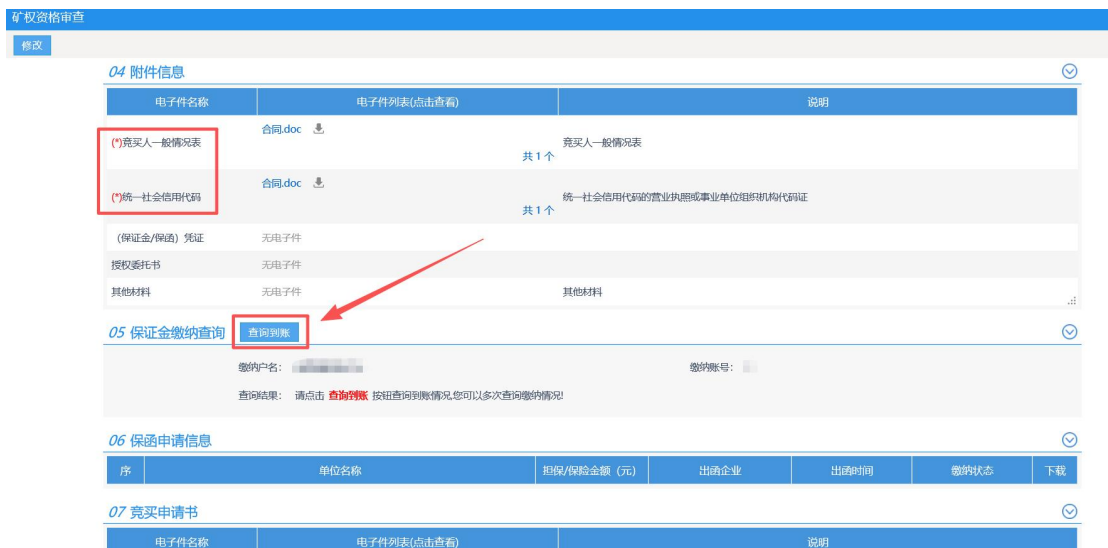 矿权资格审查
修改
04 附件信息
电子件名称 电子件列表(点击查看) 说明
合同.doc
(*)竞买人一般情况表 竞买人一般情况表
共 1 个
合同.doc
(*)统一社会信用代码 统一社会信用代码的营业执照或事业单位组织机构代码证
共 1 个
（保证金/保函）凭证 无电子件
授权委托书 无电子件
其他材料 无电子件 其他材料
05 保证金缴纳查询 查询到账
缴纳户名： 缴纳账号：
查询结果： 请点击 查询到账 按钮查询到账情况,您可以多次查询缴纳情况!
06 保函申请信息
序 单位名称 担保/保险金额（元） 出函企业 出函时间 缴纳状态 下载
07 竞买申请书
电子件名称 电子件列表(点击查看) 说明